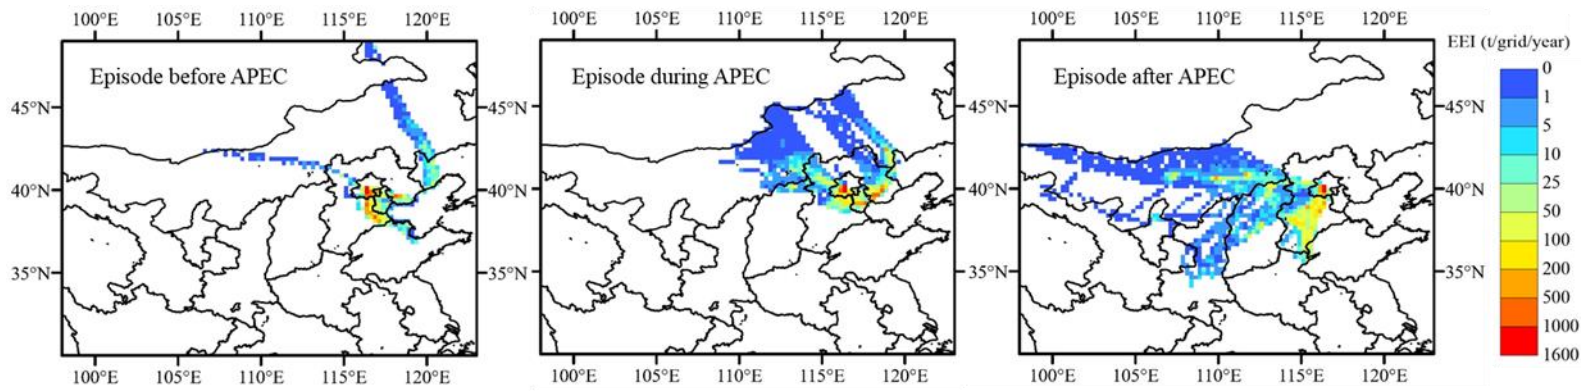 100°E 105°E 110°E 115°E 120°E 100°E 105°E 110°E 115°E 120°E 100°E 105°E 110°E 115°E 120°E
EEI (t/grid/year)
Episode before APEC Episode during APEC Episode after APEC
45°N 45°N 45°N 45°N
40°N 40°N 40°N 40°N
35°N 35°N 35°N 35°N
0
1
5
10
25
50
100
200
500
1000
1600
100°E 105°E 110°E 115°E 120°E 100°E 105°E 110°E 115°E 120°E 100°E 105°E 110°E 115°E 120°E